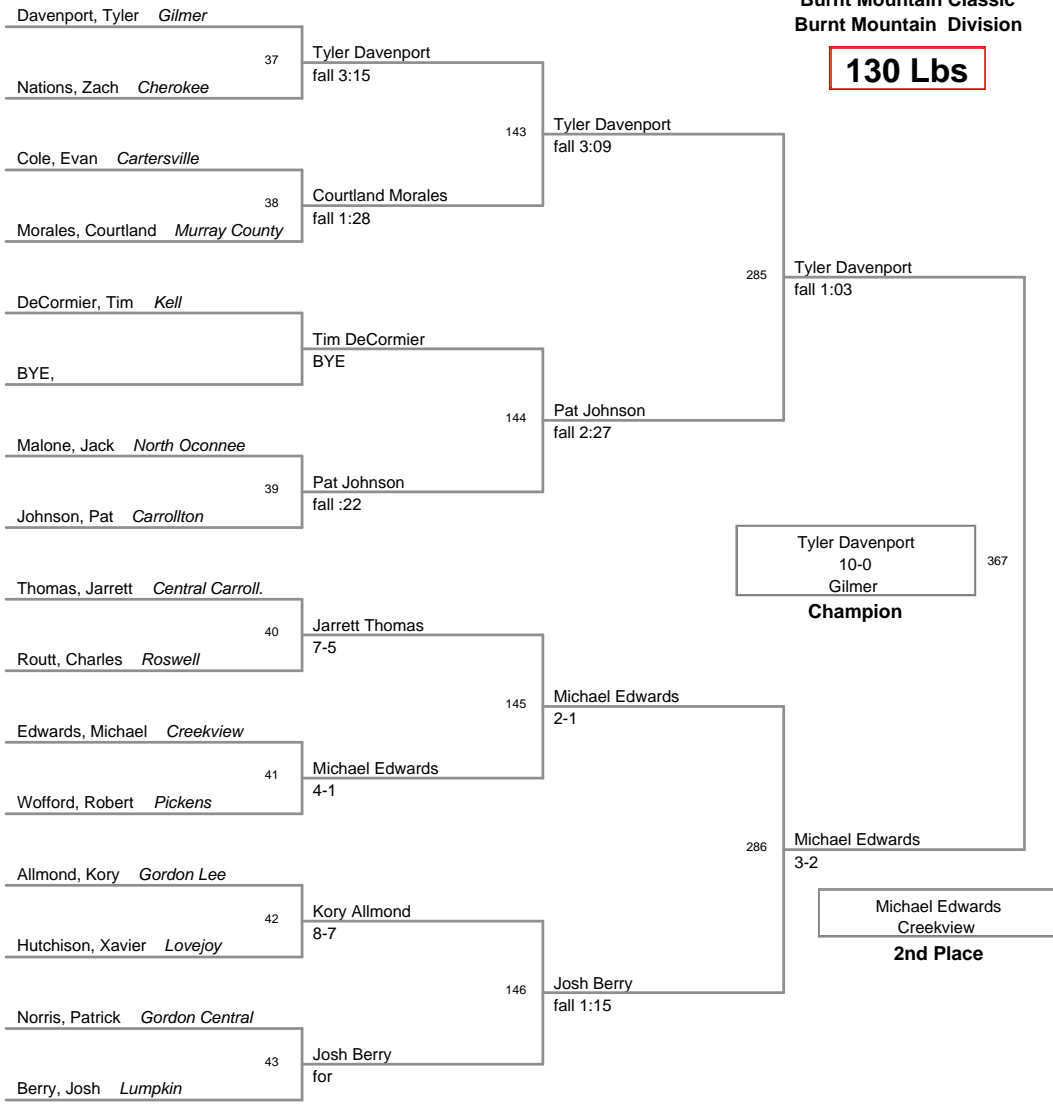 Burnt Mountain Classic
Burnt Mountain Division
130 Lbs
Davenport, Tyler Gilmer
37
Nations, Zach Cherokee
Tyler Davenport
fall 3:15
Cole, Evan Cartersville
38
Morales, Courtland Murray County
Courtland Morales
fall 1:28
143
Tyler Davenport
fall 3:09
DeCormier, Tim Kell
BYE,
Tim DeCormier
BYE
Malone, Jack North Oconnee
39
Johnson, Pat Carrollton
Pat Johnson
fall :22
144
Pat Johnson
fall 2:27
285
Tyler Davenport
fall 1:03
Thomas, Jarrett Central Carroll.
40
Routt, Charles Roswell
Jarrett Thomas
7-5
Edwards, Michael Creekview
41
Wofford, Robert Pickens
Michael Edwards
4-1
145
Michael Edwards
2-1
Allmond, Kory Gordon Lee
42
Hutchison, Xavier Lovejoy
Kory Allmond
8-7
Norris, Patrick Gordon Central
43
Berry, Josh Lumpkin
Josh Berry
for
146
Josh Berry
fall 1:15
286
Michael Edwards
3-2
367
Tyler Davenport
10-0
Gilmer
Champion
Michael Edwards
Creekview
2nd Place